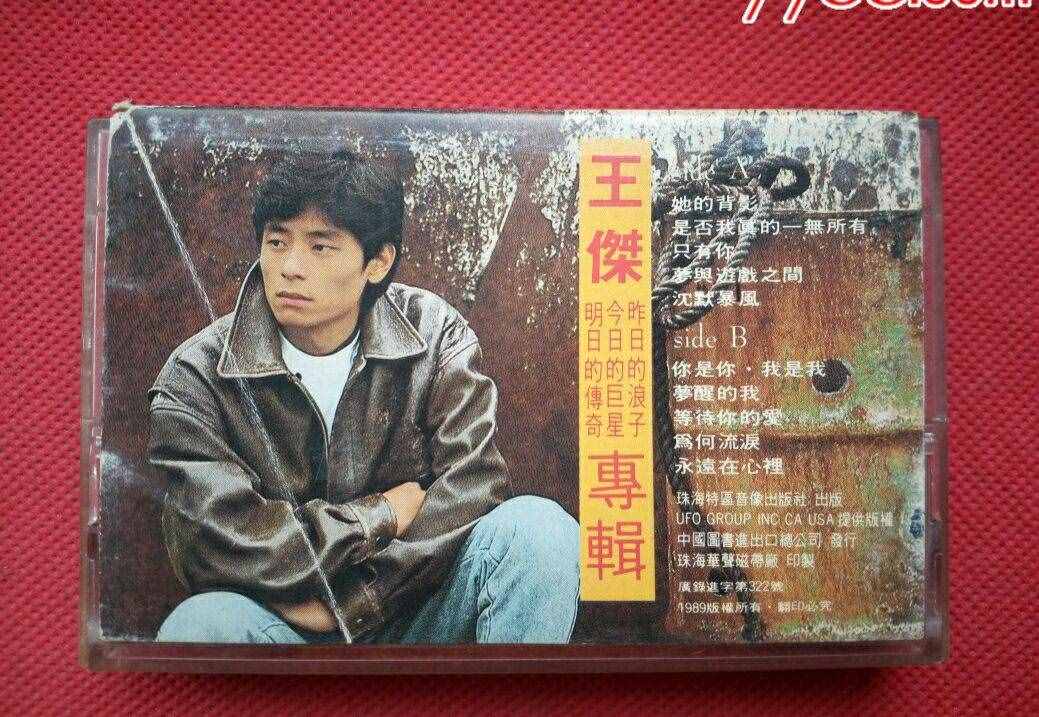 王傑
昨日的浪子
今日的巨星
明日的傳奇
專輯
side A
她的背影
是否我真的一無所有
只有你
夢與遊戲之間
沈默暴風
side B
你是你·我是我
夢醒的我
等待你的愛
爲何流淚
永遠在心裡
珠海特區音像出版社 出版
UFO GROUP INC CA USA 提供版權
中國圖書進出口總公司 發行
珠海華聲磁帶廠 印製
廣錄進字第322號
1989版權所有·翻印必究